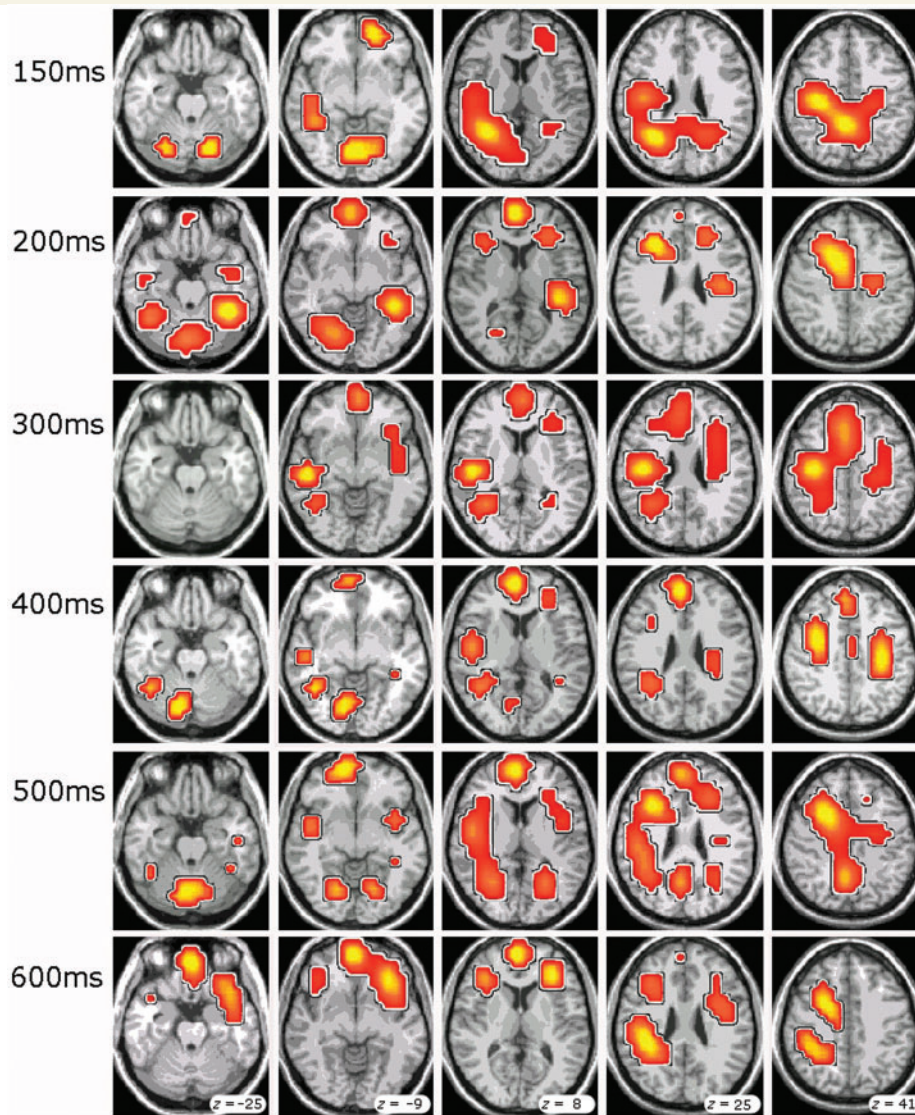 150ms
200ms
300ms
400ms
500ms
600ms
z = -25 z = -9 z = 8 z = 25 z = 41